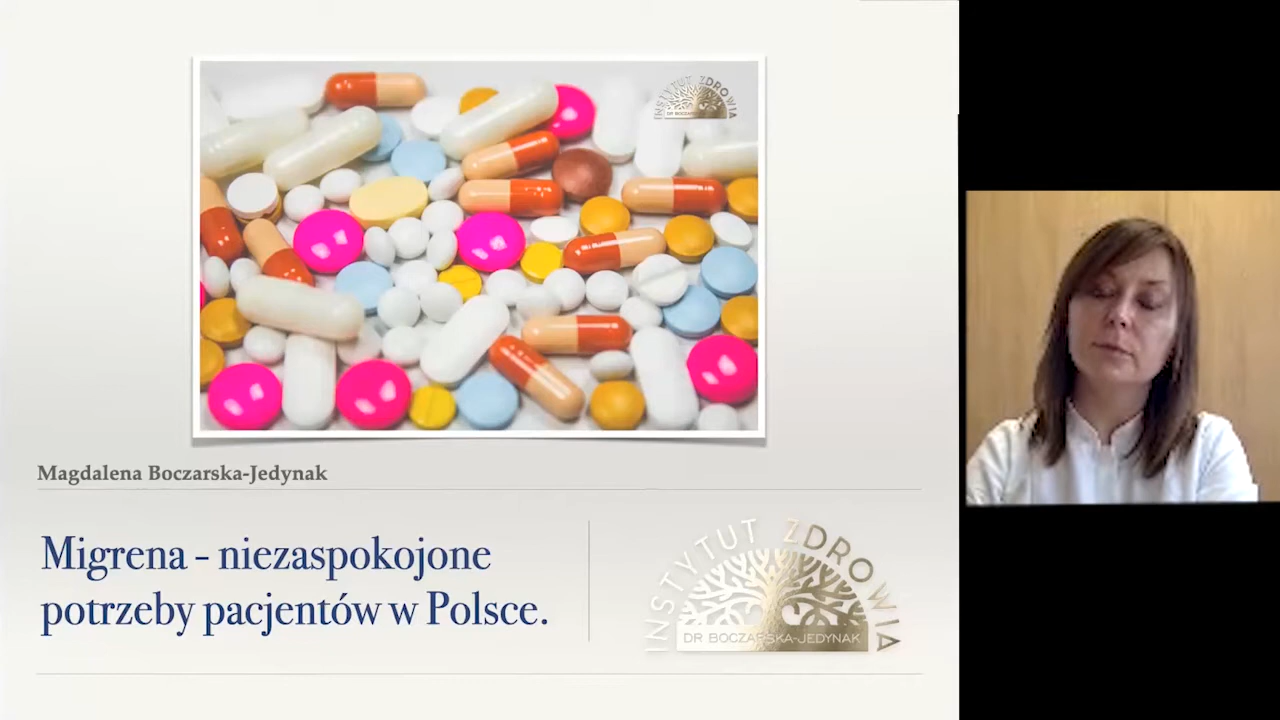 INSTYTUT ZDROWIA
DR BOCZARSKA-JEDYNAK
Magdalena Boczarska-Jedynak
Migrena – niezaspokojone
potrzeby pacjentów w Polsce.
INSTYTUT ZDROWIA
DR BOCZARSKA-JEDYNAK